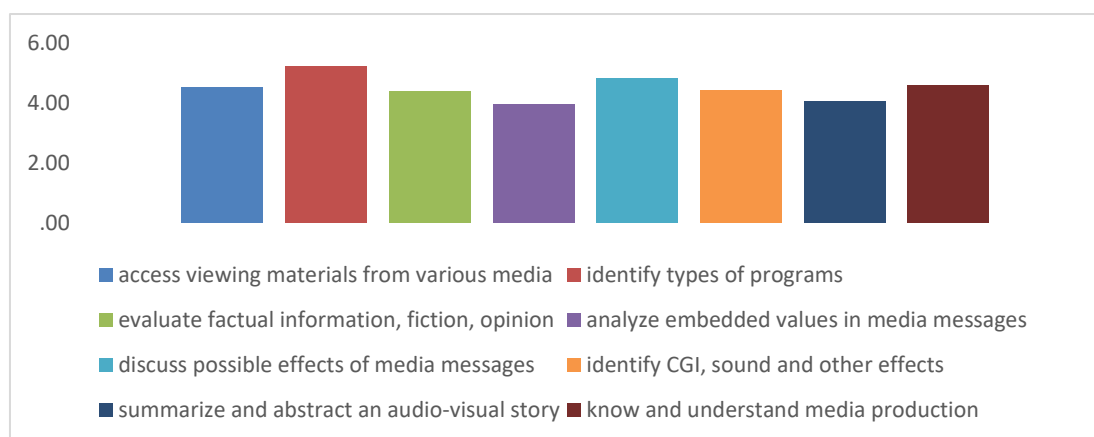 6.00
4.00
2.00
.00
access viewing materials from various media identify types of programs
evaluate factual information, fiction, opinion analyze embedded values in media messages
discuss possible effects of media messages identify CGI, sound and other effects
summarize and abstract an audio-visual story know and understand media production